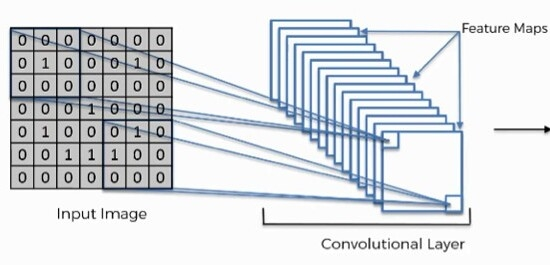 0 0 0 0 0 0 0
0 1 0 0 0 1 0
0 0 0 0 0 0 0
0 0 0 1 0 0 0
0 1 0 0 0 1 0
0 0 1 1 1 0 0
0 0 0 0 0 0 0
Feature Maps
Input Image
Convolutional Layer